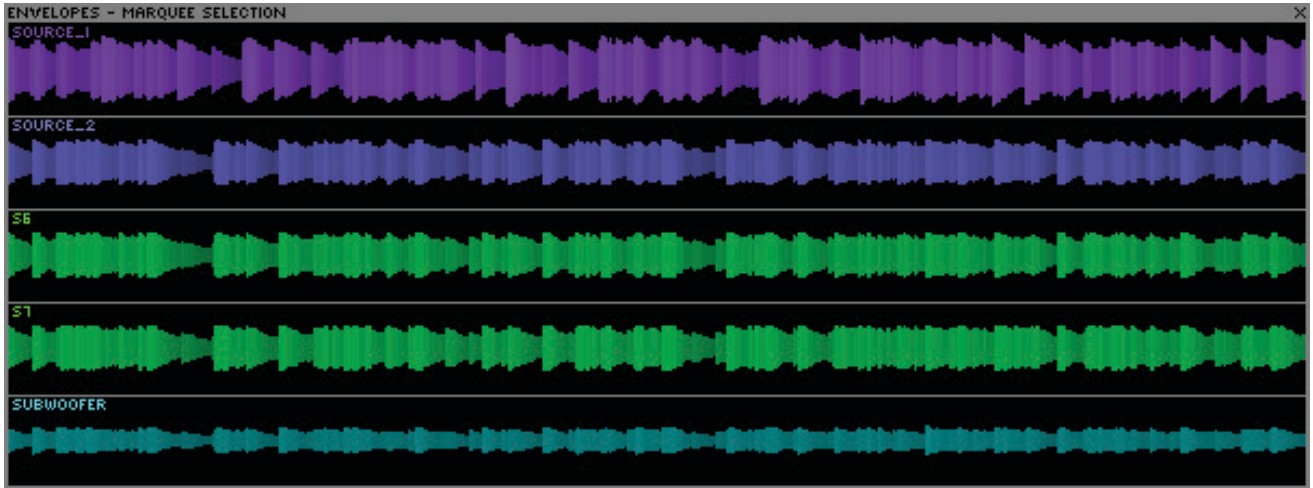 ENVELOPES - MARQUEE SELECTION X
SOURCE_1
SOURCE_2
S6
S7
SUBWOOFER